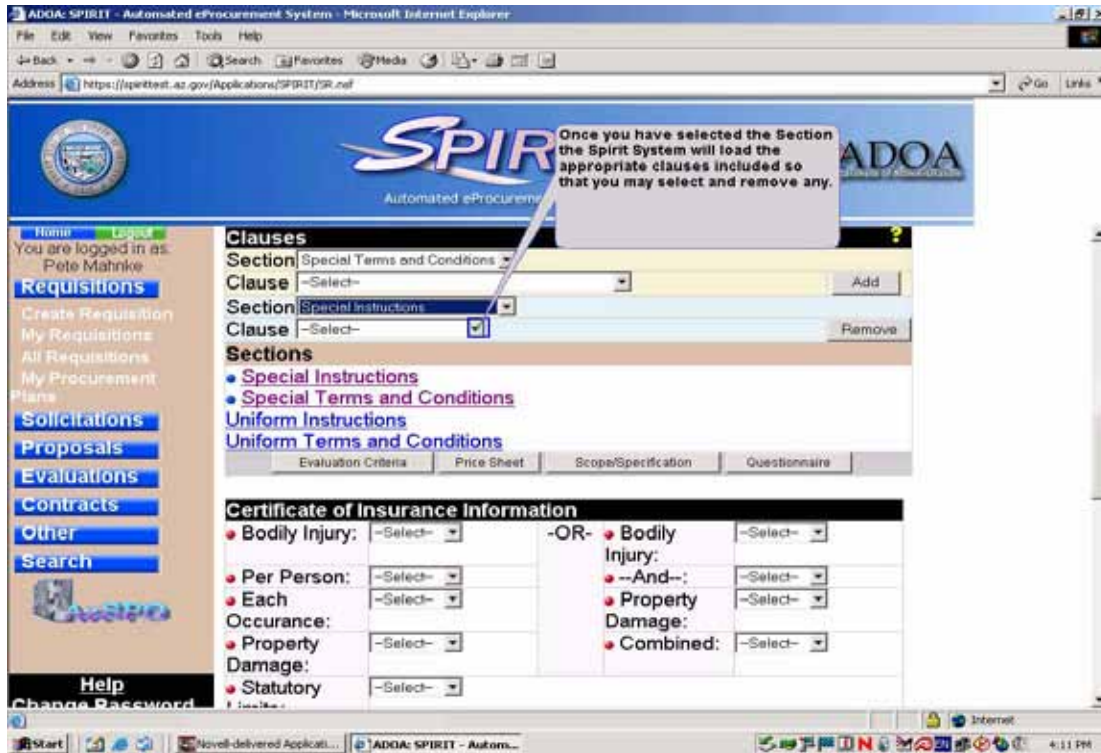 ADOA: SPIRIT - Automated eProcurement System - Microsoft Internet Explorer
File Edit View Favorites Tools Help
Back Search Favorites Media
Address https://spirittest.az.gov/Applications/SPIRIT/SR.nsf Go Links
SPIR ADOA
Automated eProcurem
Once you have selected the Section
the Spirit System will load the
appropriate clauses included so
that you may select and remove any.
Home Logout
You are logged in as:
Pete Mahnke
Requisitions
Create Requisition
My Requisitions
All Requisitions
My Procurement
Plans
Solicitations
Proposals
Evaluations
Contracts
Other
Search
Help
Change Password
Clauses ?
Section Special Terms and Conditions
Clause --Select-- Add
Section Special Instructions
Clause --Select-- Remove
Sections
Special Instructions
Special Terms and Conditions
Uniform Instructions
Uniform Terms and Conditions
Evaluation Criteria Price Sheet Scope/Specification Questionnaire
Certificate of Insurance Information
Bodily Injury: --Select-- -OR- Bodily Injury: --Select--
Per Person: --Select-- --And--: --Select--
Each Occurance: --Select-- Property Damage: --Select--
Property Damage: --Select-- Combined: --Select--
Statutory --Select--
Internet
Start Novell-delivered Applicati... ADOA: SPIRIT - Autom... 4:11 PM